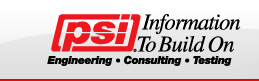 psi Information
To Build On
Engineering • Consulting • Testing